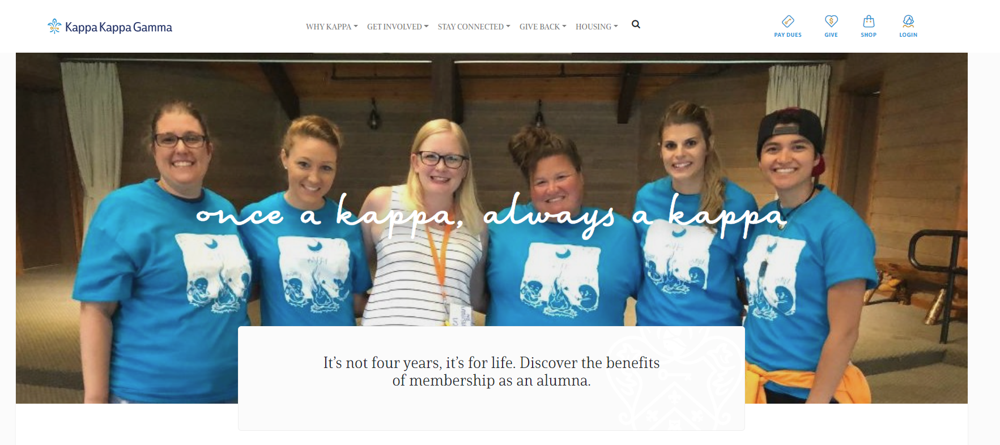 Kappa Kappa Gamma
WHY KAPPA GET INVOLVED STAY CONNECTED GIVE BACK HOUSING
PAY DUES GIVE SHOP LOGIN
once a kappa, always a kappa
It’s not four years, it’s for life. Discover the benefits
of membership as an alumna.